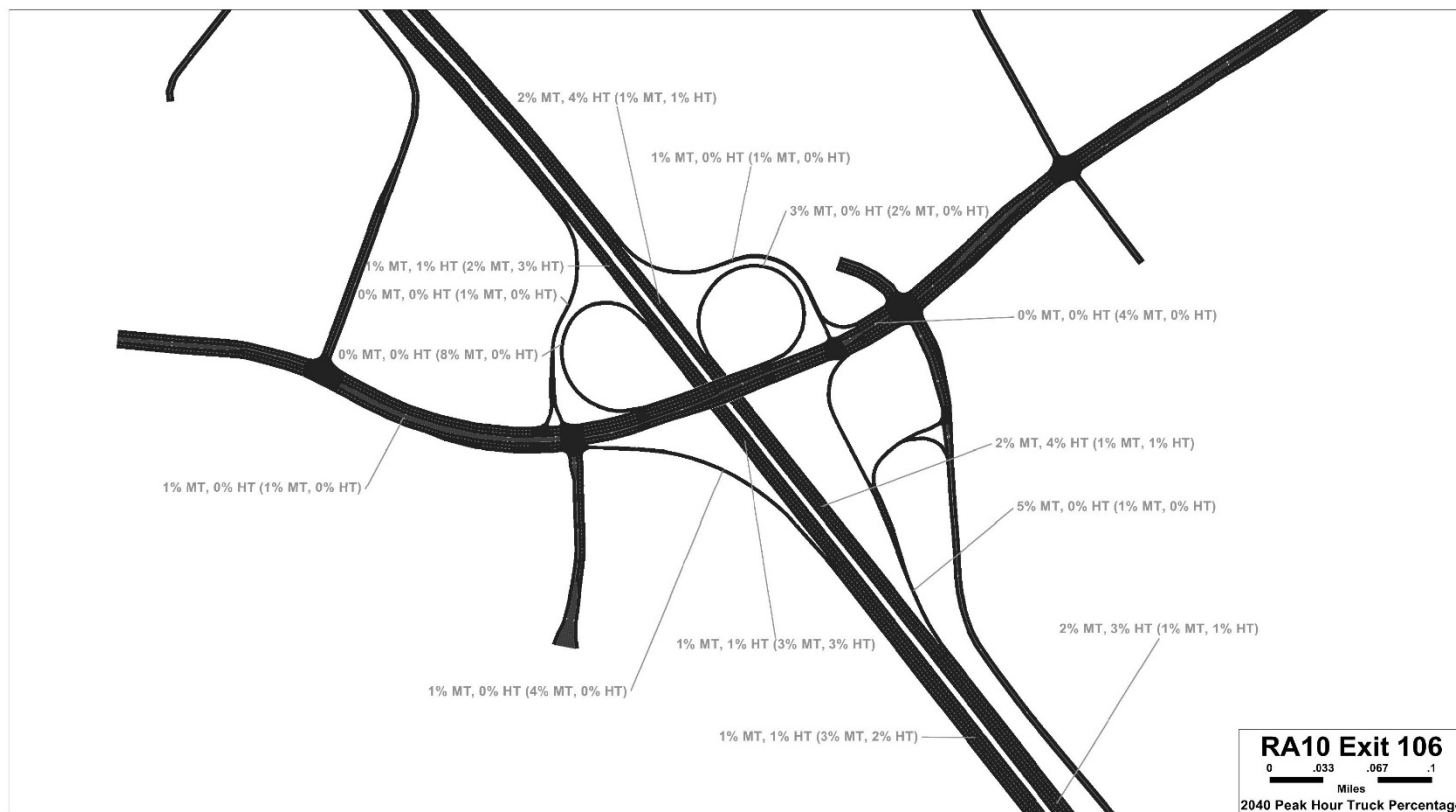 2% MT, 4% HT (1% MT, 1% HT)
1% MT, 0% HT (1% MT, 0% HT)
3% MT, 0% HT (2% MT, 0% HT)
1% MT, 1% HT (2% MT, 3% HT)
0% MT, 0% HT (1% MT, 0% HT)
0% MT, 0% HT (4% MT, 0% HT)
0% MT, 0% HT (8% MT, 0% HT)
2% MT, 4% HT (1% MT, 1% HT)
1% MT, 0% HT (1% MT, 0% HT)
5% MT, 0% HT (1% MT, 0% HT)
2% MT, 3% HT (1% MT, 1% HT)
1% MT, 1% HT (3% MT, 3% HT)
1% MT, 0% HT (4% MT, 0% HT)
1% MT, 1% HT (3% MT, 2% HT)
RA10 Exit 106
0 .033 .067 .1
Miles
2040 Peak Hour Truck Percentag